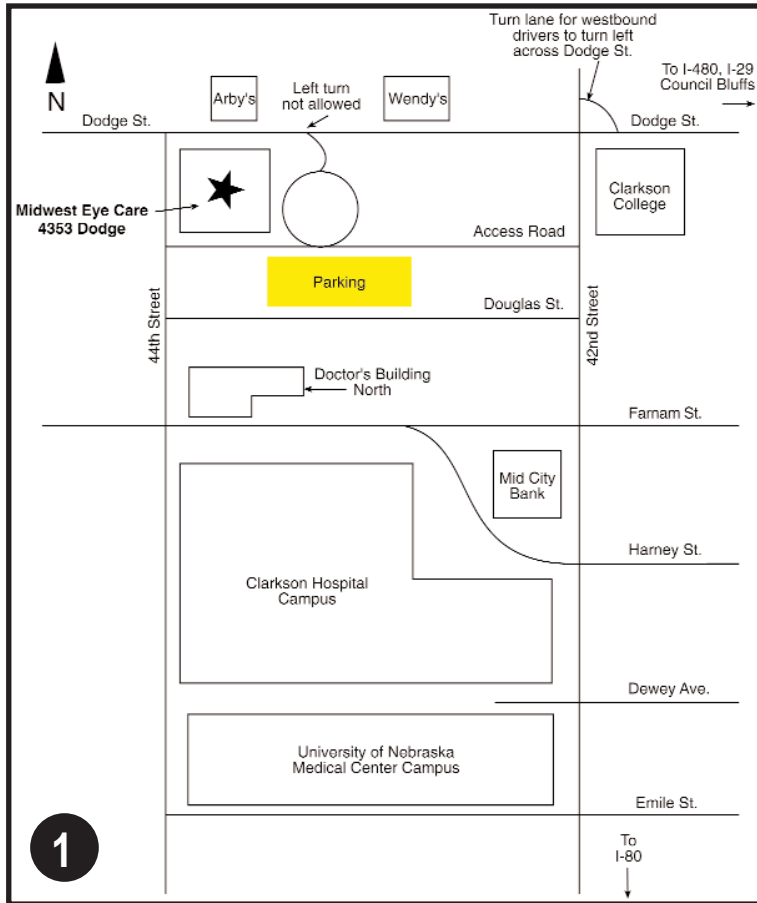 Turn lane for westbound
drivers to turn left
across Dodge St.
To I-480, I-29
Council Bluffs
N
Arby's
Left turn
not allowed
Wendy's
Dodge St.
Dodge St.
Midwest Eye Care
4353 Dodge
Clarkson
College
Access Road
Parking
Douglas St.
44th Street
42nd Street
Doctor's Building
North
Farnam St.
Mid City
Bank
Harney St.
Clarkson Hospital
Campus
Dewey Ave.
University of Nebraska
Medical Center Campus
Emile St.
1
To
I-80